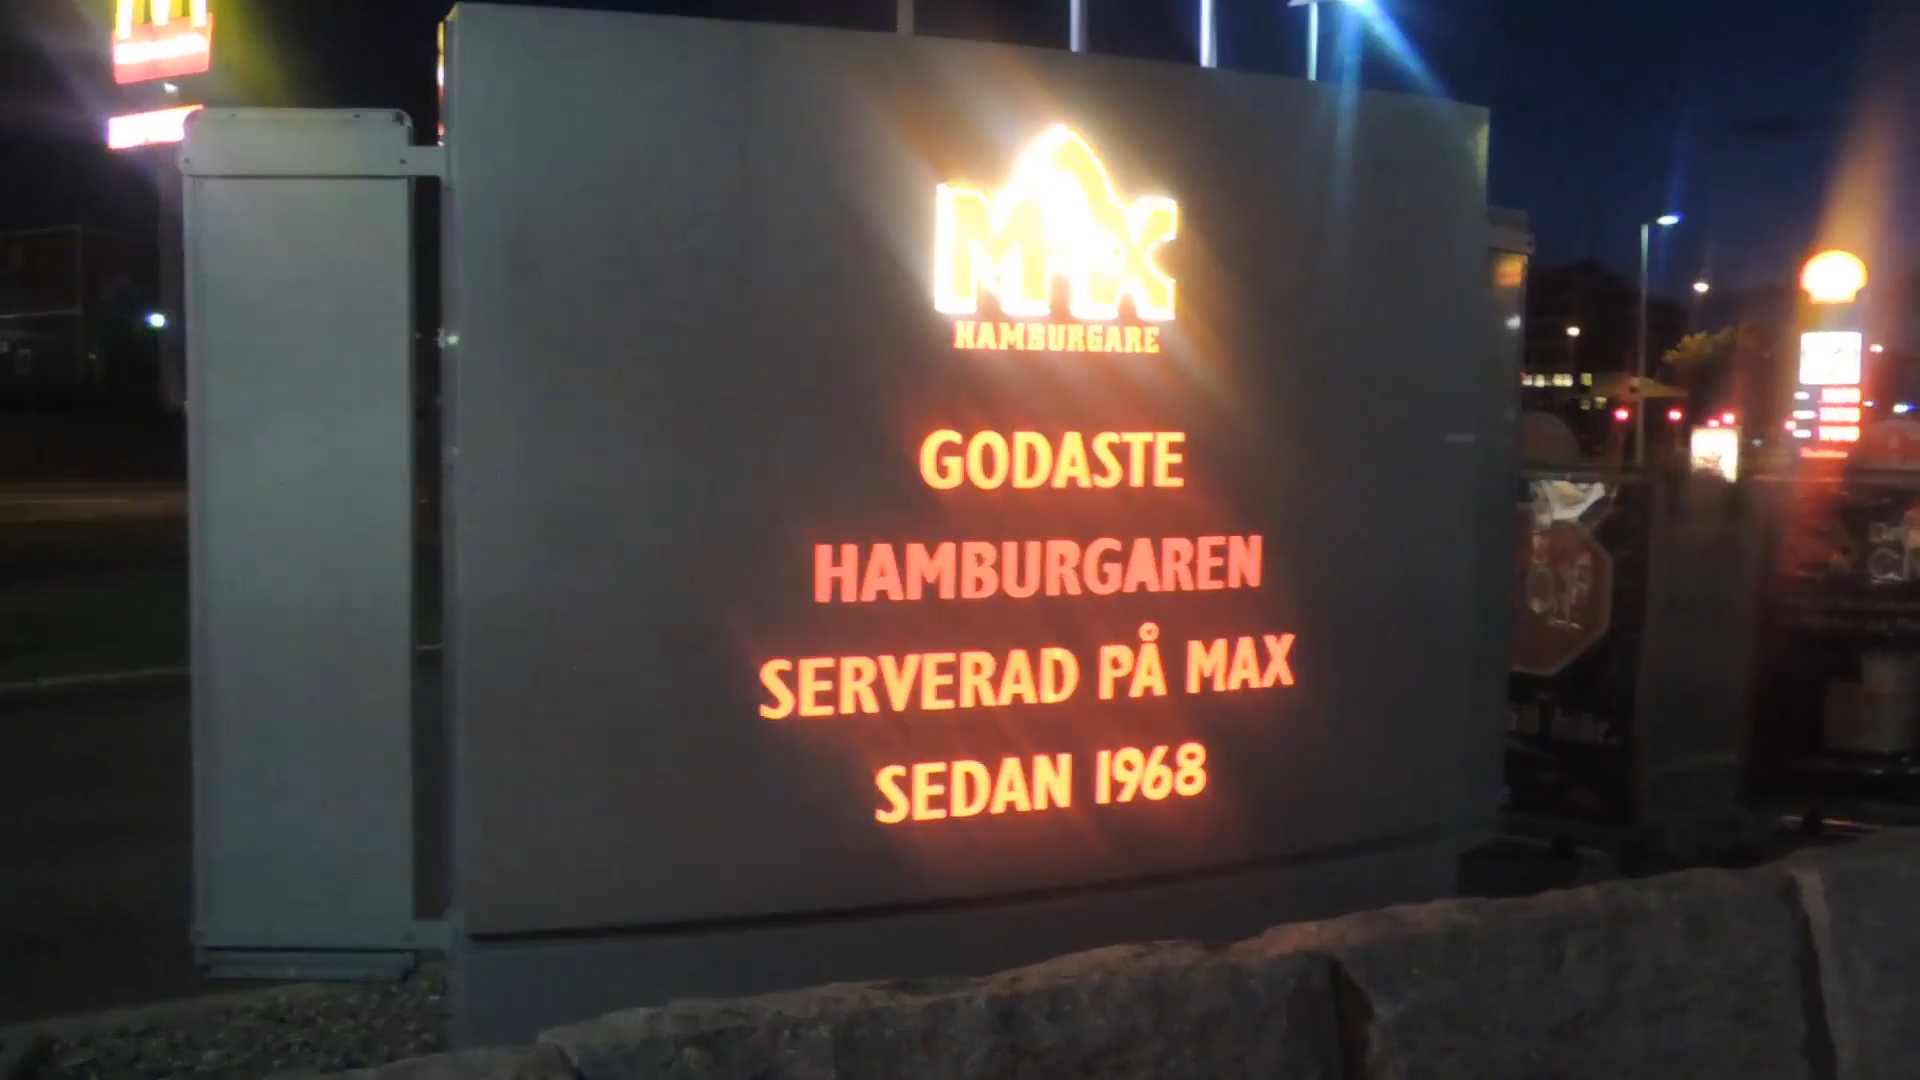 MAX
HAMBURGARE
GODASTE
HAMBURGAREN
SERVERAD PÅ MAX
SEDAN 1968